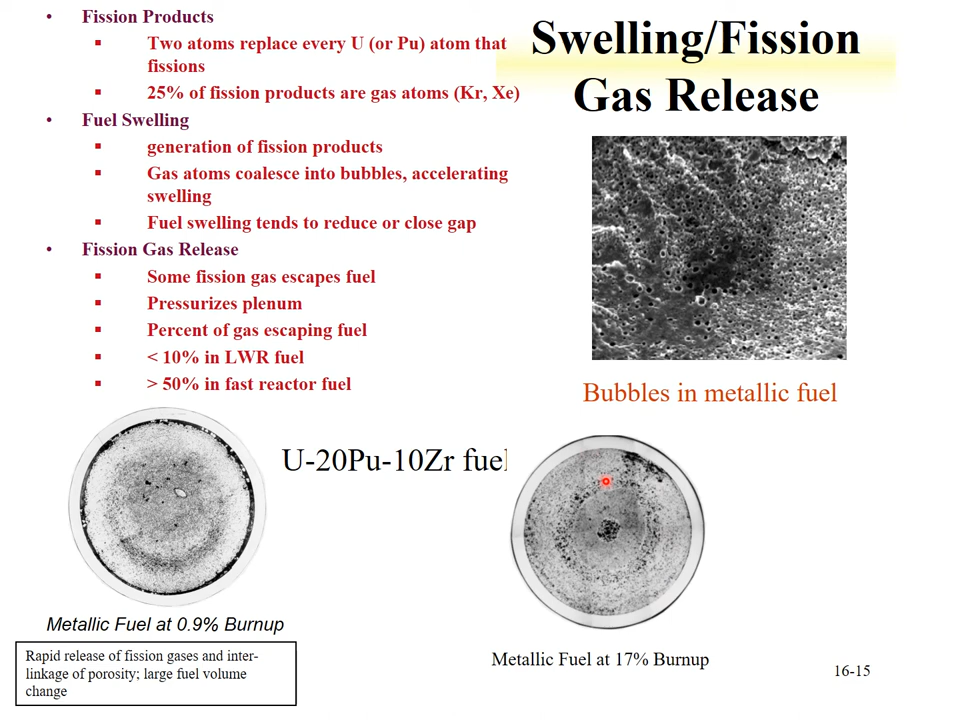 Swelling/Fission
Gas Release
• Fission Products
▪ Two atoms replace every U (or Pu) atom that
fissions
▪ 25% of fission products are gas atoms (Kr, Xe)
• Fuel Swelling
▪ generation of fission products
▪ Gas atoms coalesce into bubbles, accelerating
swelling
▪ Fuel swelling tends to reduce or close gap
• Fission Gas Release
▪ Some fission gas escapes fuel
▪ Pressurizes plenum
▪ Percent of gas escaping fuel
▪ < 10% in LWR fuel
▪ > 50% in fast reactor fuel
Bubbles in metallic fuel
U-20Pu-10Zr fuel
Metallic Fuel at 0.9% Burnup
Rapid release of fission gases and inter-
linkage of porosity; large fuel volume
change
Metallic Fuel at 17% Burnup
16-15